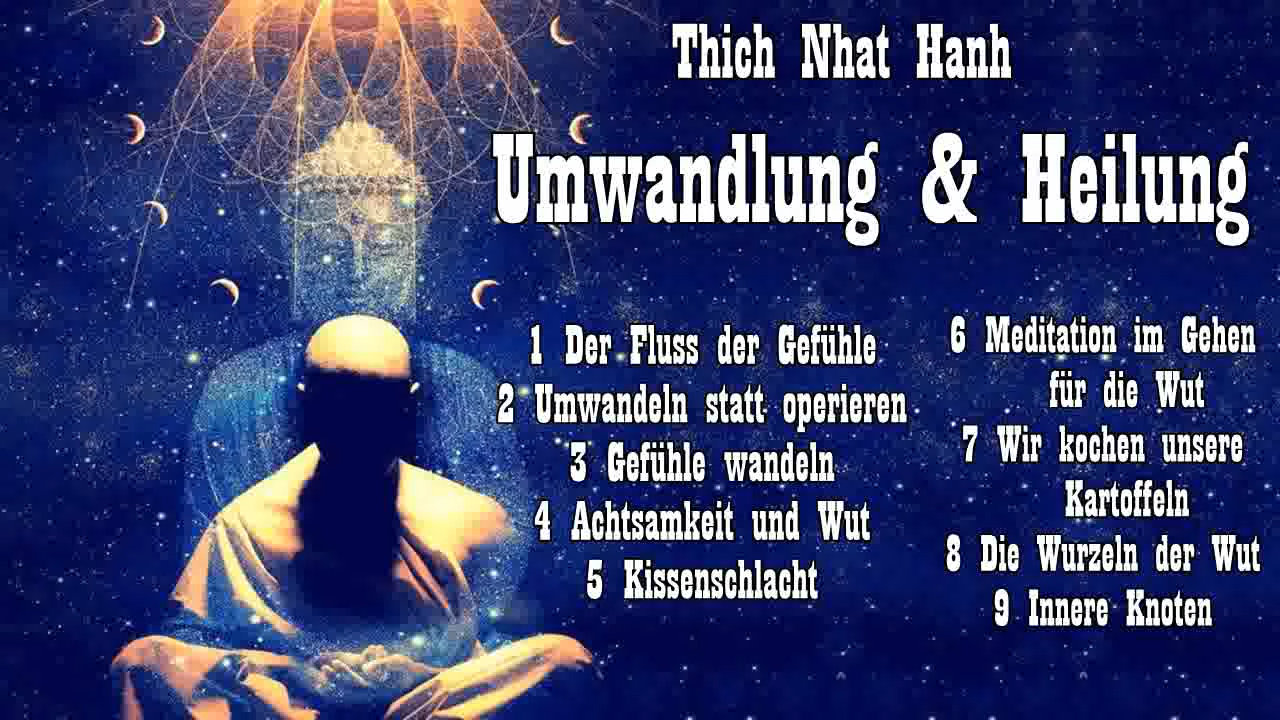 Thich Nhat Hanh
Umwandlung & Heilung
1 Der Fluss der Gefühle
2 Umwandeln statt operieren
3 Gefühle wandeln
4 Achtsamkeit und Wut
5 Kissenschlacht
6 Meditation im Gehen
für die Wut
7 Wir kochen unsere
Kartoffeln
8 Die Wurzeln der Wut
9 Innere Knoten